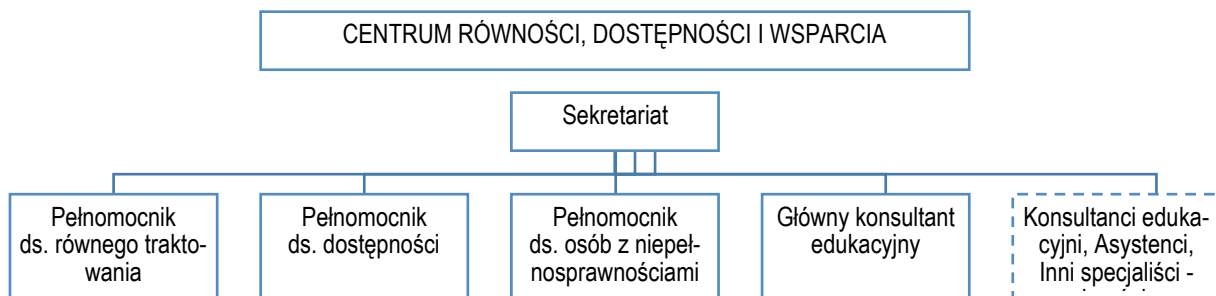 CENTRUM RÓWNOŚCI, DOSTĘPNOŚCI I WSPARCIA
Sekretariat
Pełnomocnik
ds. równego trakto-
wania
Pełnomocnik
ds. dostępności
Pełnomocnik
ds. osób z niepeł-
nosprawnościami
Główny konsultant
edukacyjny
Konsultanci eduka-
cyjni, Asystenci,
Inni specjaliści -